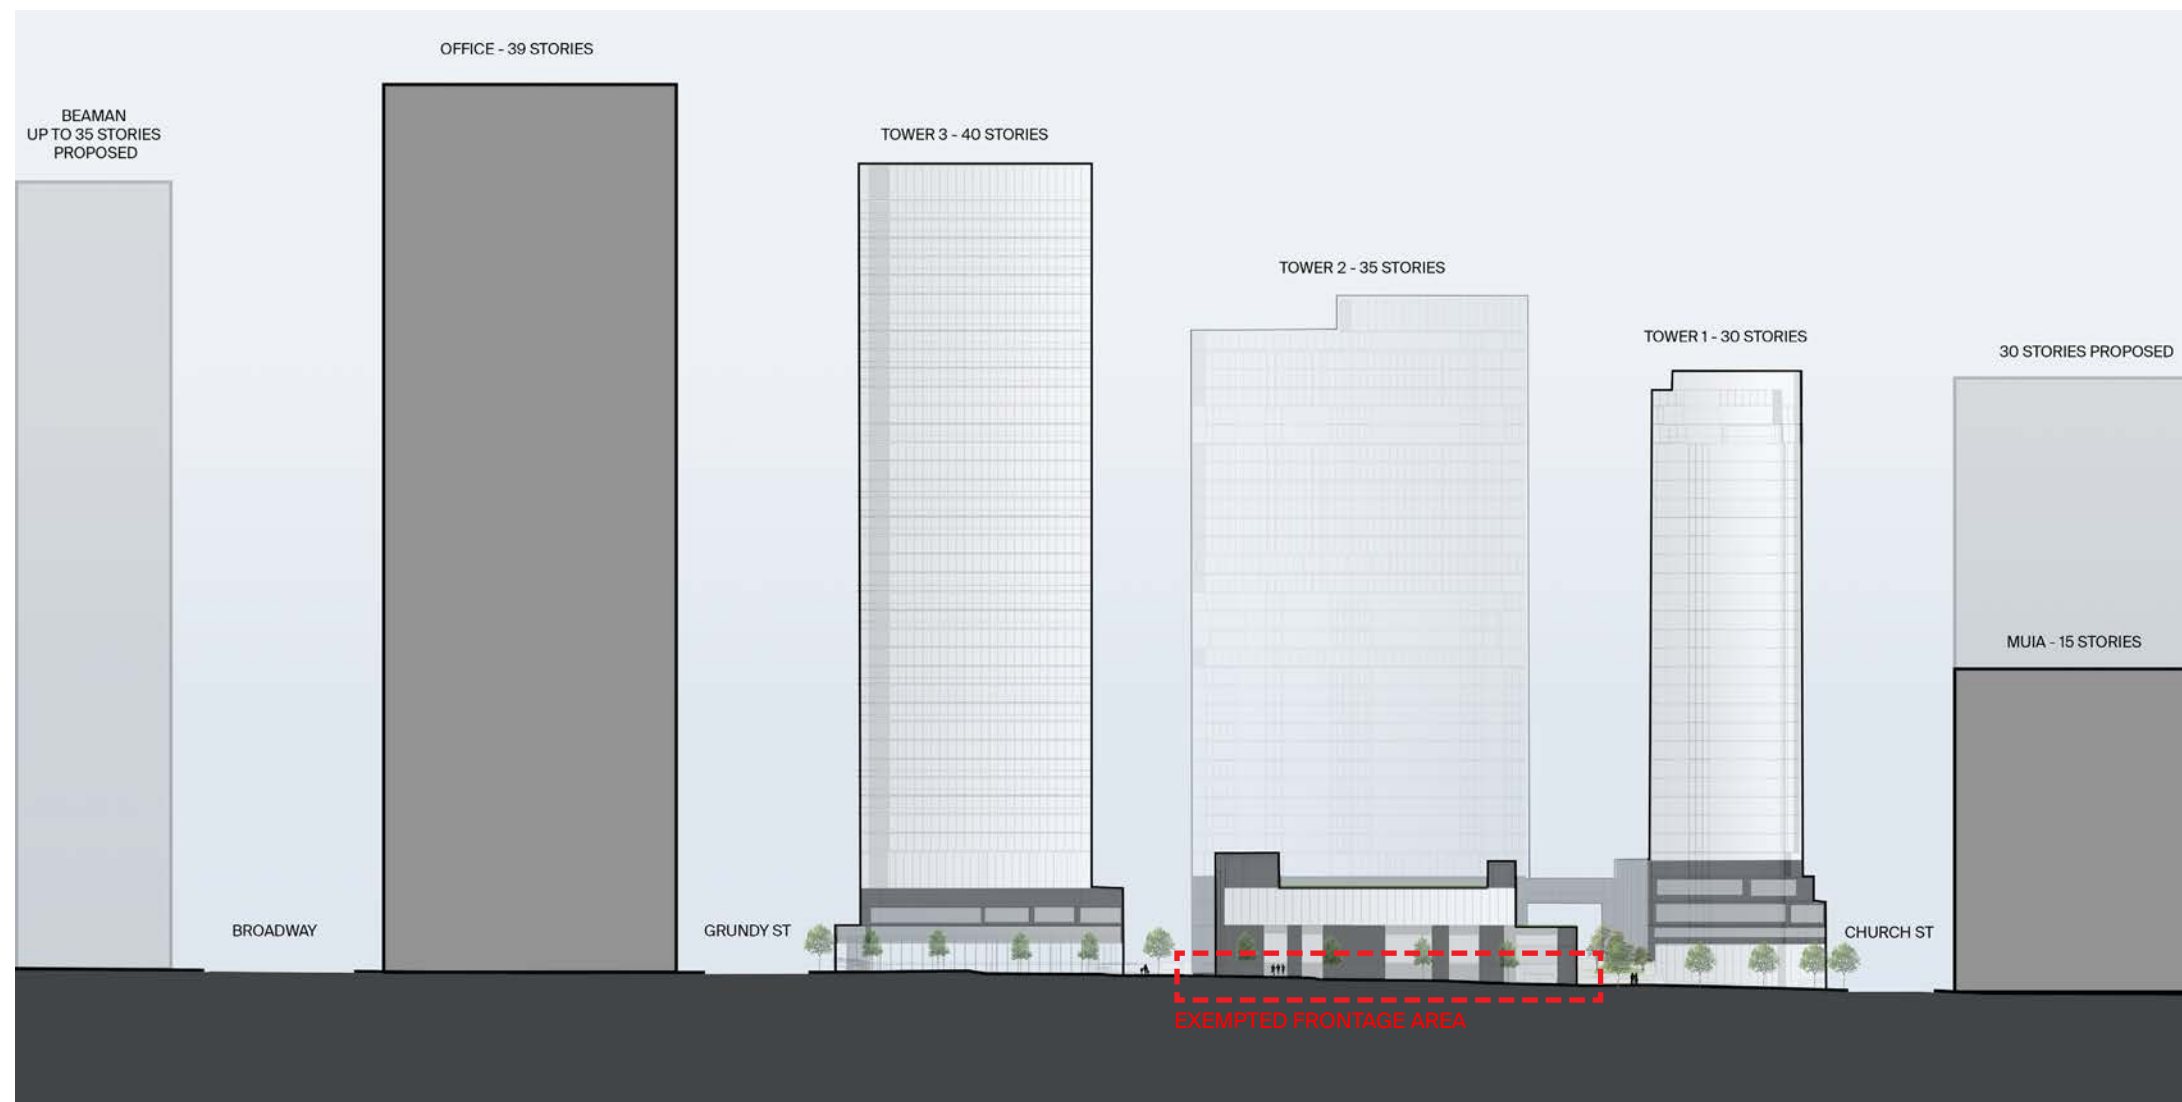 OFFICE - 39 STORIES
BEAMAN
UP TO 35 STORIES
PROPOSED
TOWER 3 - 40 STORIES
TOWER 2 - 35 STORIES
TOWER 1 - 30 STORIES
30 STORIES PROPOSED
MUIA - 15 STORIES
BROADWAY
GRUNDY ST
CHURCH ST
EXEMPTED FRONTAGE AREA